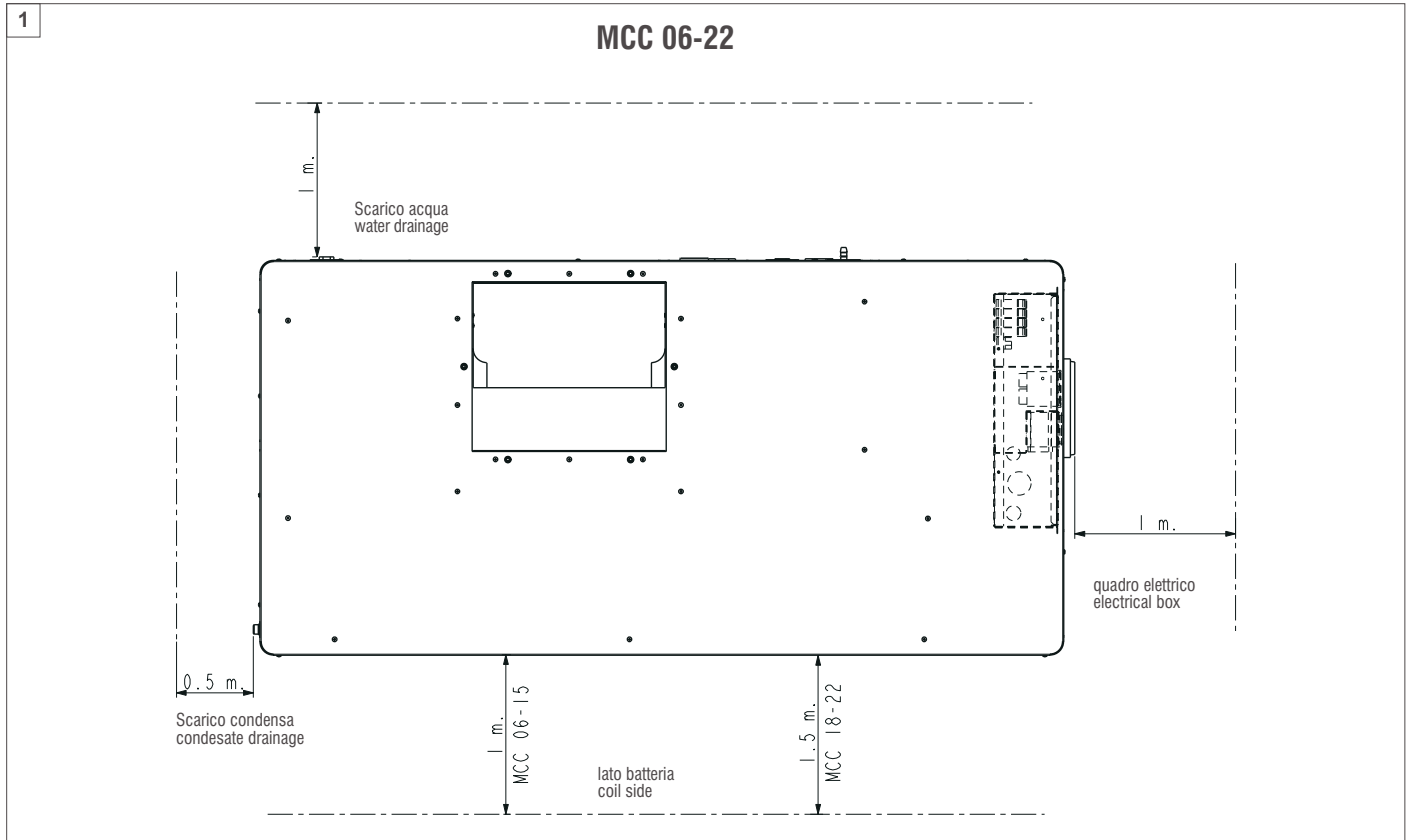 1
MCC 06-22
1 m.
Scarico acqua
water drainage
1 m.
quadro elettrico
electrical box
0.5 m.
Scarico condensa
condesate drainage
1 m.
MCC 06-15
1.5 m.
MCC 18-22
lato batteria
coil side